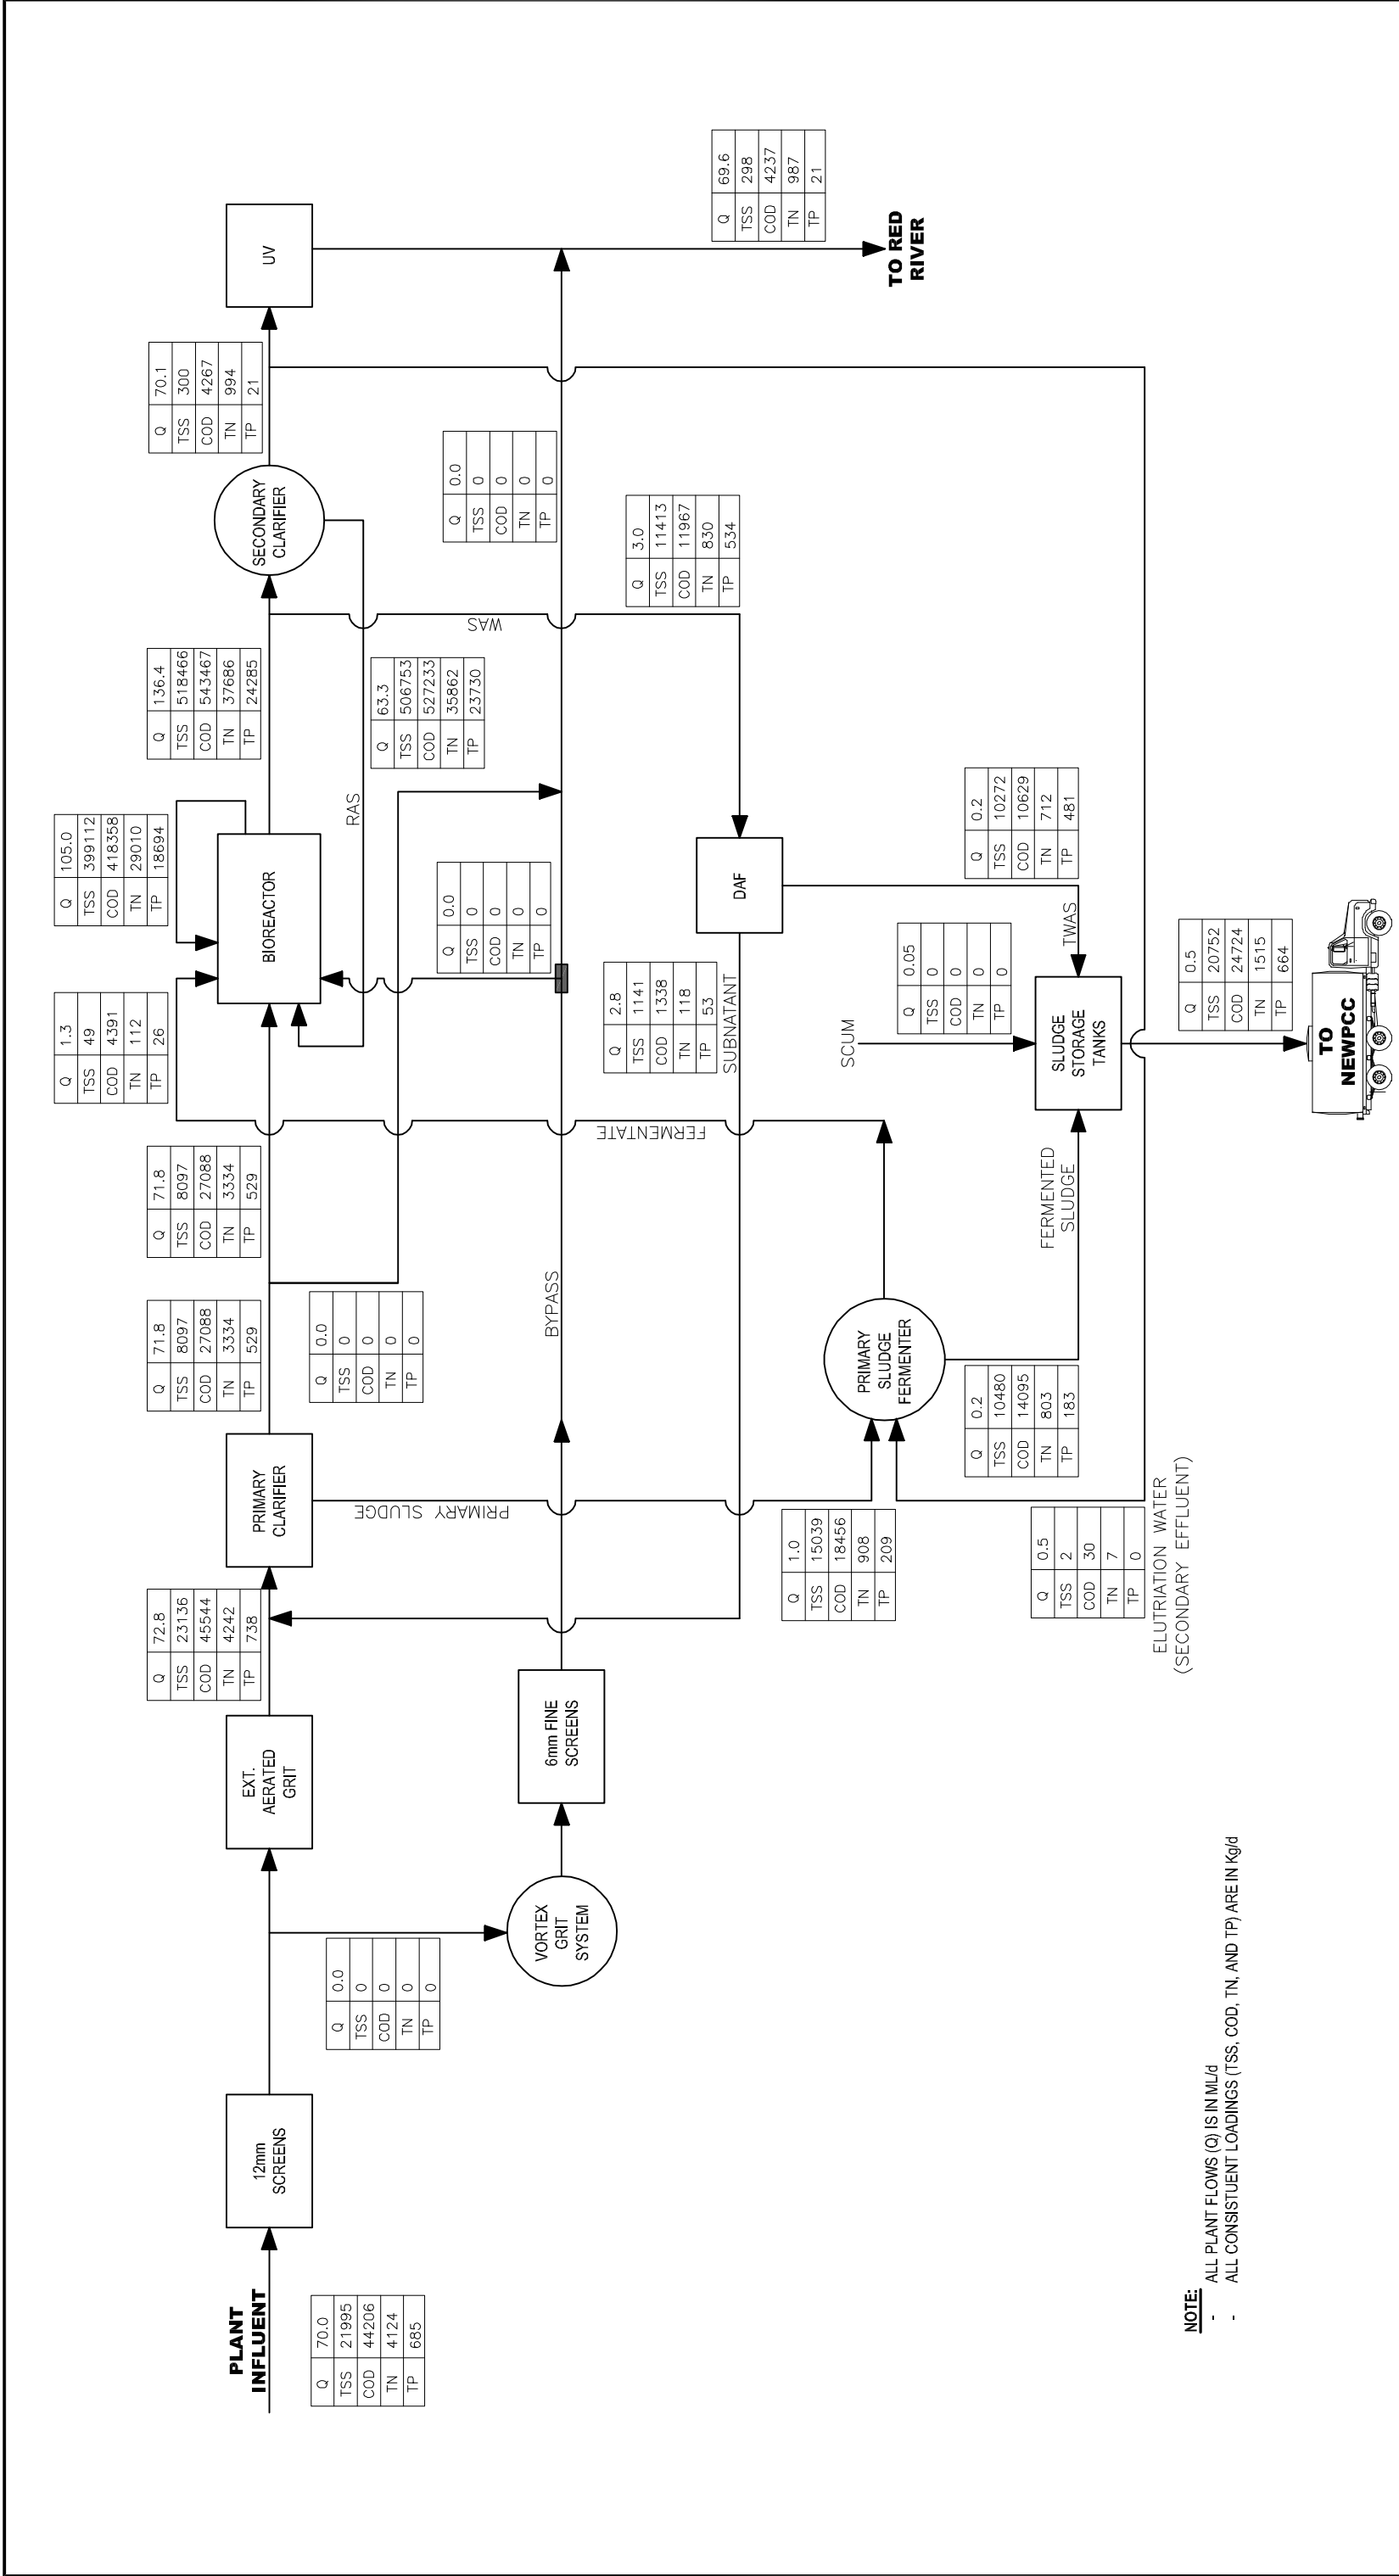 PLANT
INFLUENT
Q 70.0
TSS 21995
COD 44206
TN 4124
TP 685
12mm
SCREENS
Q 0.0
TSS 0
COD 0
TN 0
TP 0
VORTEX
GRIT
SYSTEM
EXT.
AERATED
GRIT
6mm FINE
SCREENS
Q 72.8
TSS 23136
COD 45544
TN 4242
TP 738
PRIMARY
CLARIFIER
PRIMARY SLUDGE
Q 71.8
TSS 8097
COD 27088
TN 3334
TP 529
Q 0.0
TSS 0
COD 0
TN 0
TP 0
BYPASS
Q 71.8
TSS 8097
COD 27088
TN 3334
TP 529
Q 1.3
TSS 49
COD 4391
TN 112
TP 26
FERMENTATE
Q 105.0
TSS 399112
COD 418358
TN 29010
TP 18694
BIOREACTOR
RAS
Q 0.0
TSS 0
COD 0
TN 0
TP 0
Q 136.4
TSS 518466
COD 543467
TN 37686
TP 24285
Q 63.3
TSS 506753
COD 527233
TN 35862
TP 23730
WAS
SECONDARY
CLARIFIER
Q 0.0
TSS 0
COD 0
TN 0
TP 0
Q 70.1
TSS 300
COD 4267
TN 994
TP 21
UV
Q 69.6
TSS 298
COD 4237
TN 987
TP 21
TO RED
RIVER
Q 3.0
TSS 11413
COD 11967
TN 830
TP 534
DAF
Q 2.8
TSS 1141
COD 1338
TN 118
TP 53
SUBNATANT
Q 0.2
TSS 10272
COD 10629
TN 712
TP 481
TWAS
SCUM
Q 0.05
TSS 0
COD 0
TN 0
TP 0
SLUDGE
STORAGE
TANKS
FERMENTED
SLUDGE
PRIMARY
SLUDGE
FERMENTER
Q 0.2
TSS 10480
COD 14095
TN 803
TP 183
Q 1.0
TSS 15039
COD 18456
TN 908
TP 209
Q 0.5
TSS 2
COD 30
TN 7
TP 0
ELUTRIATION WATER
(SECONDARY EFFLUENT)
Q 0.5
TSS 20752
COD 24724
TN 1515
TP 664
TO
NEWPCC
NOTE:
- ALL PLANT FLOWS (Q) IS IN ML/d
- ALL CONSISTUENT LOADINGS (TSS, COD, TN, AND TP) ARE IN Kg/d